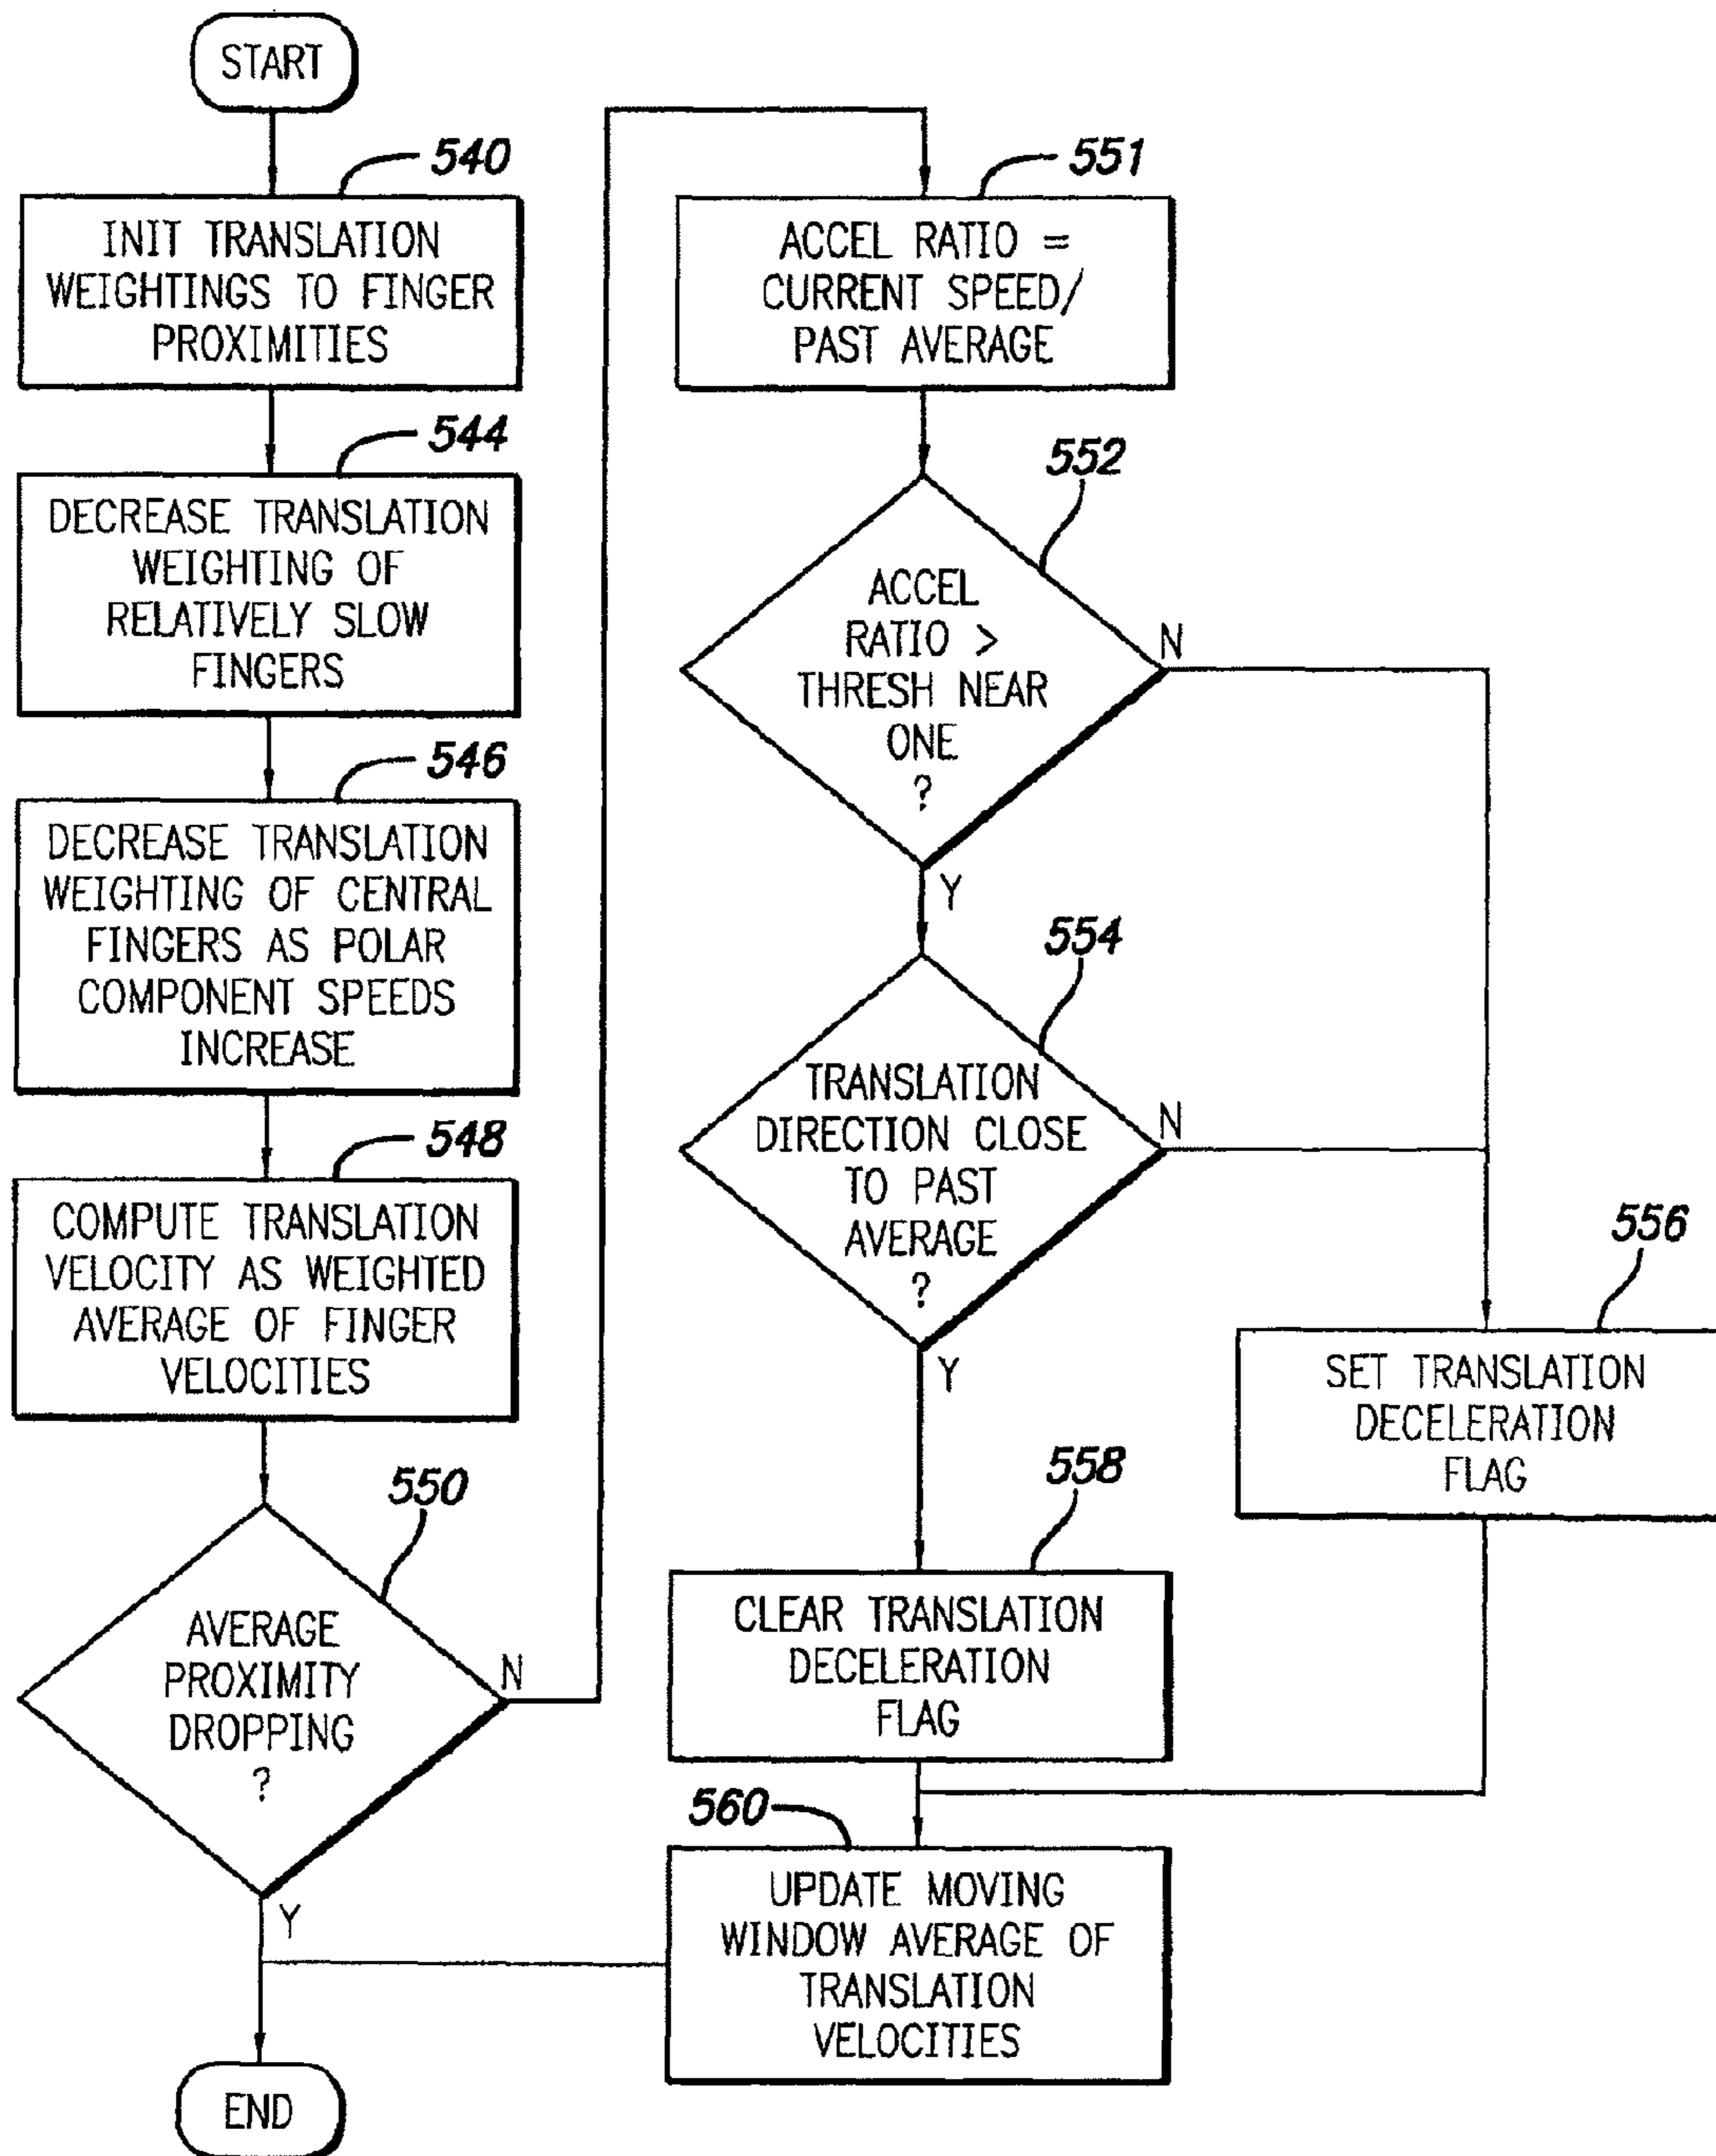 START
540
INIT TRANSLATION
WEIGHTINGS TO FINGER
PROXIMITIES
544
DECREASE TRANSLATION
WEIGHTING OF
RELATIVELY SLOW
FINGERS
546
DECREASE TRANSLATION
WEIGHTING OF CENTRAL
FINGERS AS POLAR
COMPONENT SPEEDS
INCREASE
548
COMPUTE TRANSLATION
VELOCITY AS WEIGHTED
AVERAGE OF FINGER
VELOCITIES
550
AVERAGE
PROXIMITY
DROPPING
?
N
Y
END
551
ACCEL RATIO =
CURRENT SPEED/
PAST AVERAGE
552
ACCEL
RATIO >
THRESH NEAR
ONE
?
N
Y
554
TRANSLATION
DIRECTION CLOSE
TO PAST
AVERAGE
?
N
Y
556
SET TRANSLATION
DECELERATION
FLAG
558
CLEAR TRANSLATION
DECELERATION
FLAG
560
UPDATE MOVING
WINDOW AVERAGE OF
TRANSLATION
VELOCITIES